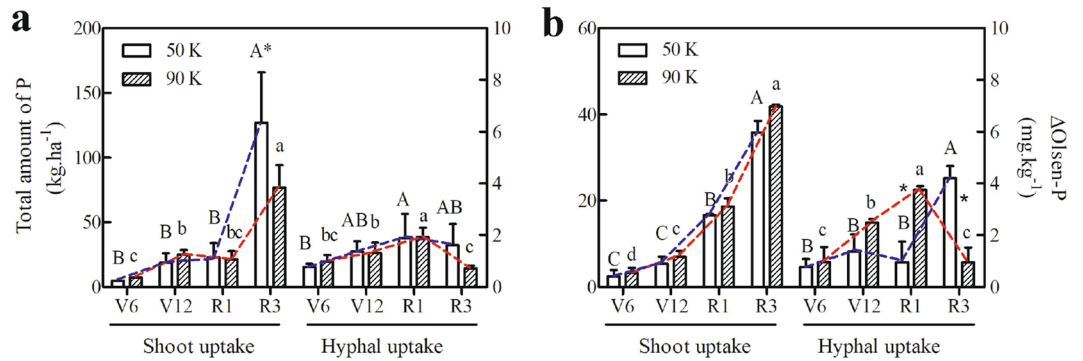 a
200
150
100
50
0
Total amount of P
(kg.ha-1)
50 K
90 K
A*
a
B c
B b
B bc
B c
AB b
A a
AB
c
V6 V12 R1 R3 V6 V12 R1 R3
Shoot uptake Hyphal uptake
10
8
6
4
2
0
b
60
40
20
0
50 K
90 K
C d
C c
B b
A a
B c
B b
* B a
A * c
V6 V12 R1 R3 V6 V12 R1 R3
Shoot uptake Hyphal uptake
10
8
6
4
2
0
ΔOlsen-P
(mg.kg-1)